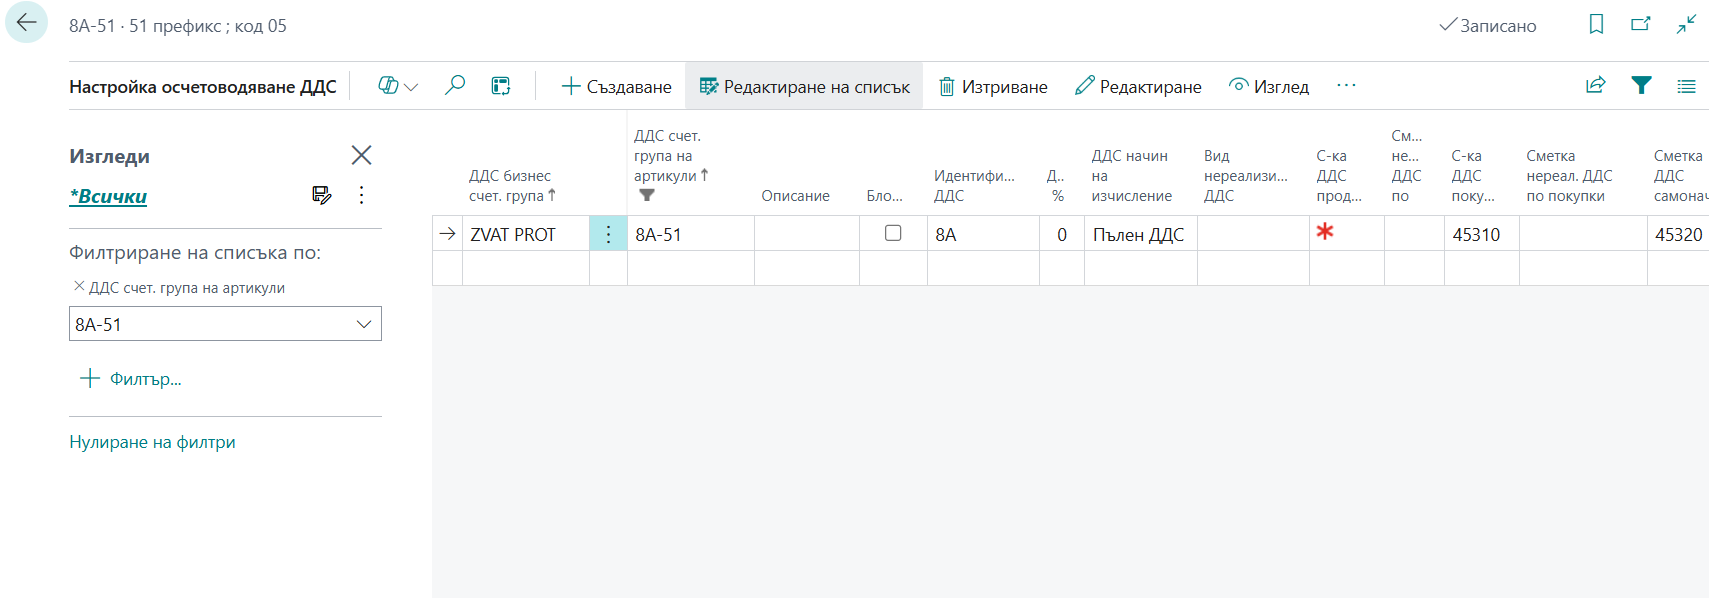 8A-51 · 51 префикс ; код 05
Записано
Настройка осчетоводяване ДДС
Създаване
Редактиране на списък
Изтриване
Редактиране
Изглед
Изгледи
*Всички
Филтриране на списъка по:
ДДС счет. група на артикули
8A-51
Филтър...
Нулиране на филтри
ДДС бизнес
счет. група
ДДС счет.
група на
артикули
Описание
Бло...
Идентифи...
ДДС
Д..
%
ДДС начин
на
изчисление
Вид
нереализи...
ДДС
С-ка
ДДС
прод...
См...
не...
ДДС
по
С-ка
ДДС
поку...
Сметка
нереал. ДДС
по покупки
Сметка
ДДС
самонач
ZVAT PROT
8A-51
8A
0
Пълен ДДС
45310
45320